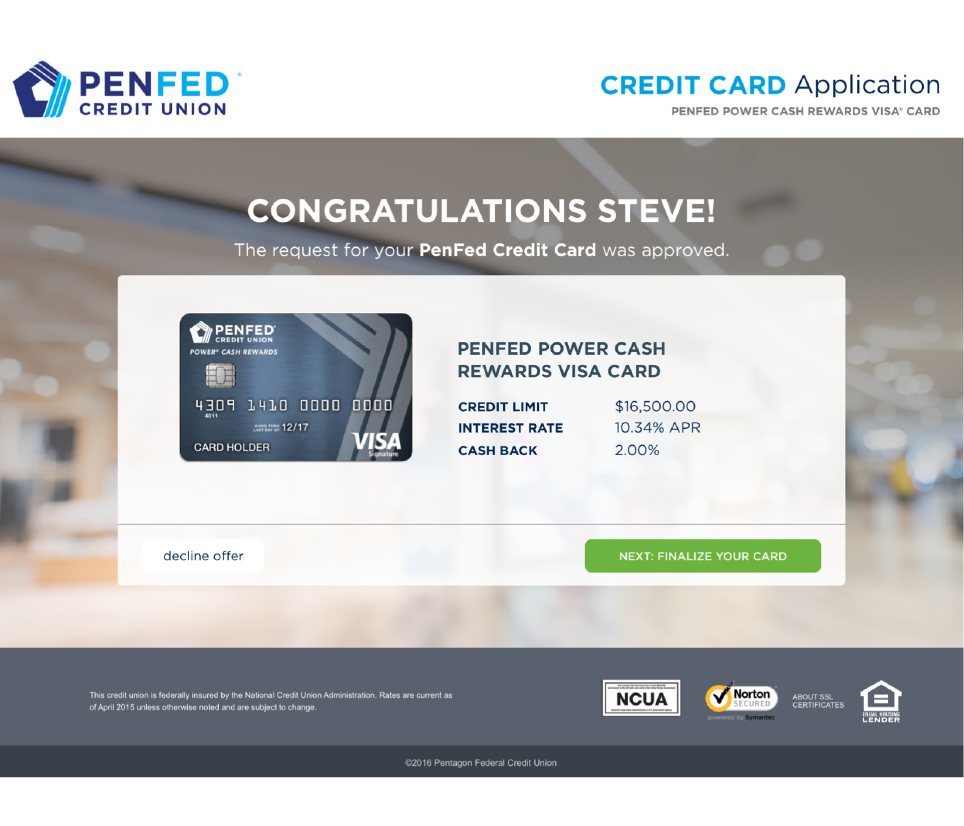 PENFED®
CREDIT UNION
CREDIT CARD Application
PENFED POWER CASH REWARDS VISA® CARD
CONGRATULATIONS STEVE!
The request for your PenFed Credit Card was approved.
PENFED®
CREDIT UNION
POWER® CASH REWARDS
4309 1410 0000 0000
4011
GOOD THRU
LAST DAY OF 12/17
CARD HOLDER
VISA
Signature
PENFED POWER CASH
REWARDS VISA CARD
CREDIT LIMIT $16,500.00
INTEREST RATE 10.34% APR
CASH BACK 2.00%
decline offer
NEXT: FINALIZE YOUR CARD
This credit union is federally insured by the National Credit Union Administration. Rates are current as
of April 2015 unless otherwise noted and are subject to change.
NCUA
Norton
SECURED
powered by Symantec
ABOUT SSL
CERTIFICATES
EQUAL HOUSING
LENDER
©2016 Pentagon Federal Credit Union